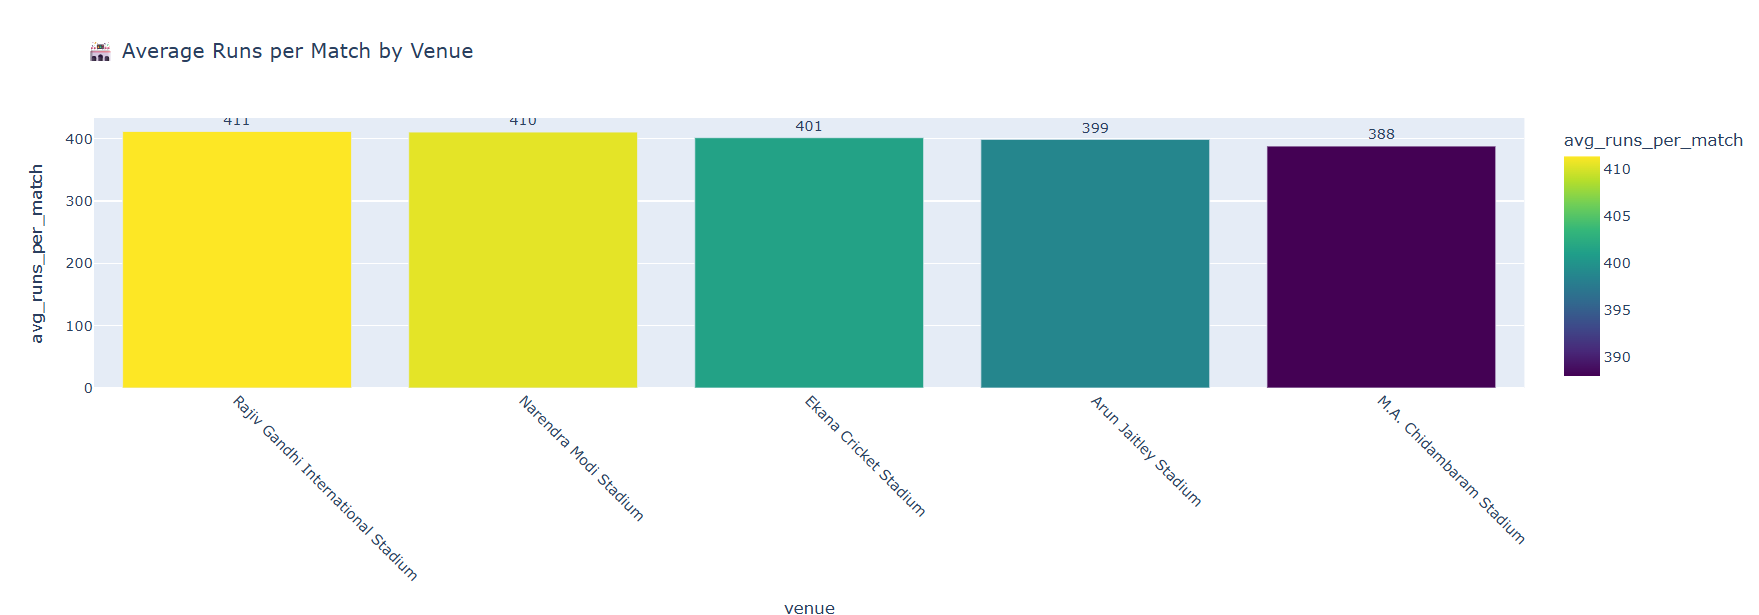 Average Runs per Match by Venue
411
410
401
399
388
avg_runs_per_match
400
300
200
100
0
avg_runs_per_match
410
405
400
395
390
Rajiv Gandhi International Stadium
Narendra Modi Stadium
Ekana Cricket Stadium
Arun Jaitley Stadium
M.A. Chidambaram Stadium
venue